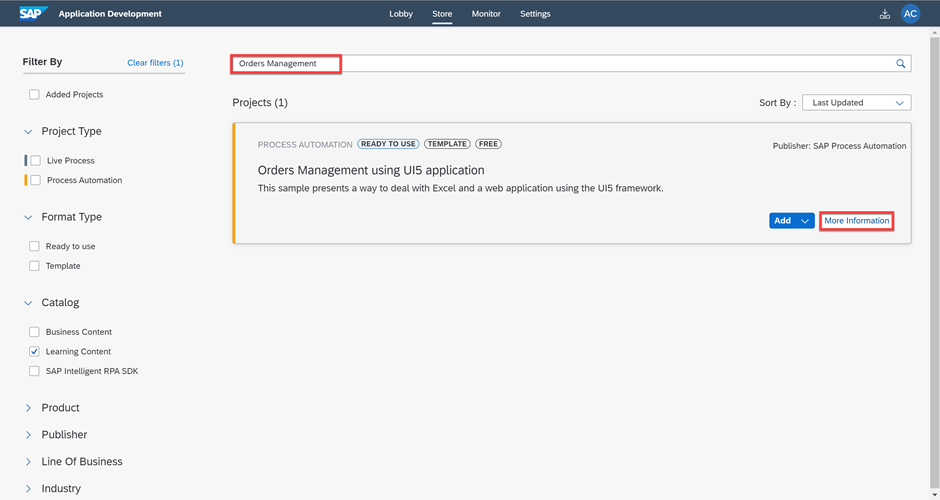 SAP Application Development Lobby Store Monitor Settings AC
Filter By Clear filters (1)
Added Projects
Project Type
Live Process
Process Automation
Format Type
Ready to use
Template
Catalog
Business Content
Learning Content
SAP Intelligent RPA SDK
Product
Publisher
Line Of Business
Industry
Orders Management
Projects (1) Sort By : Last Updated
PROCESS AUTOMATION READY TO USE TEMPLATE FREE Publisher: SAP Process Automation
Orders Management using UI5 application
This sample presents a way to deal with Excel and a web application using the UI5 framework.
Add More Information